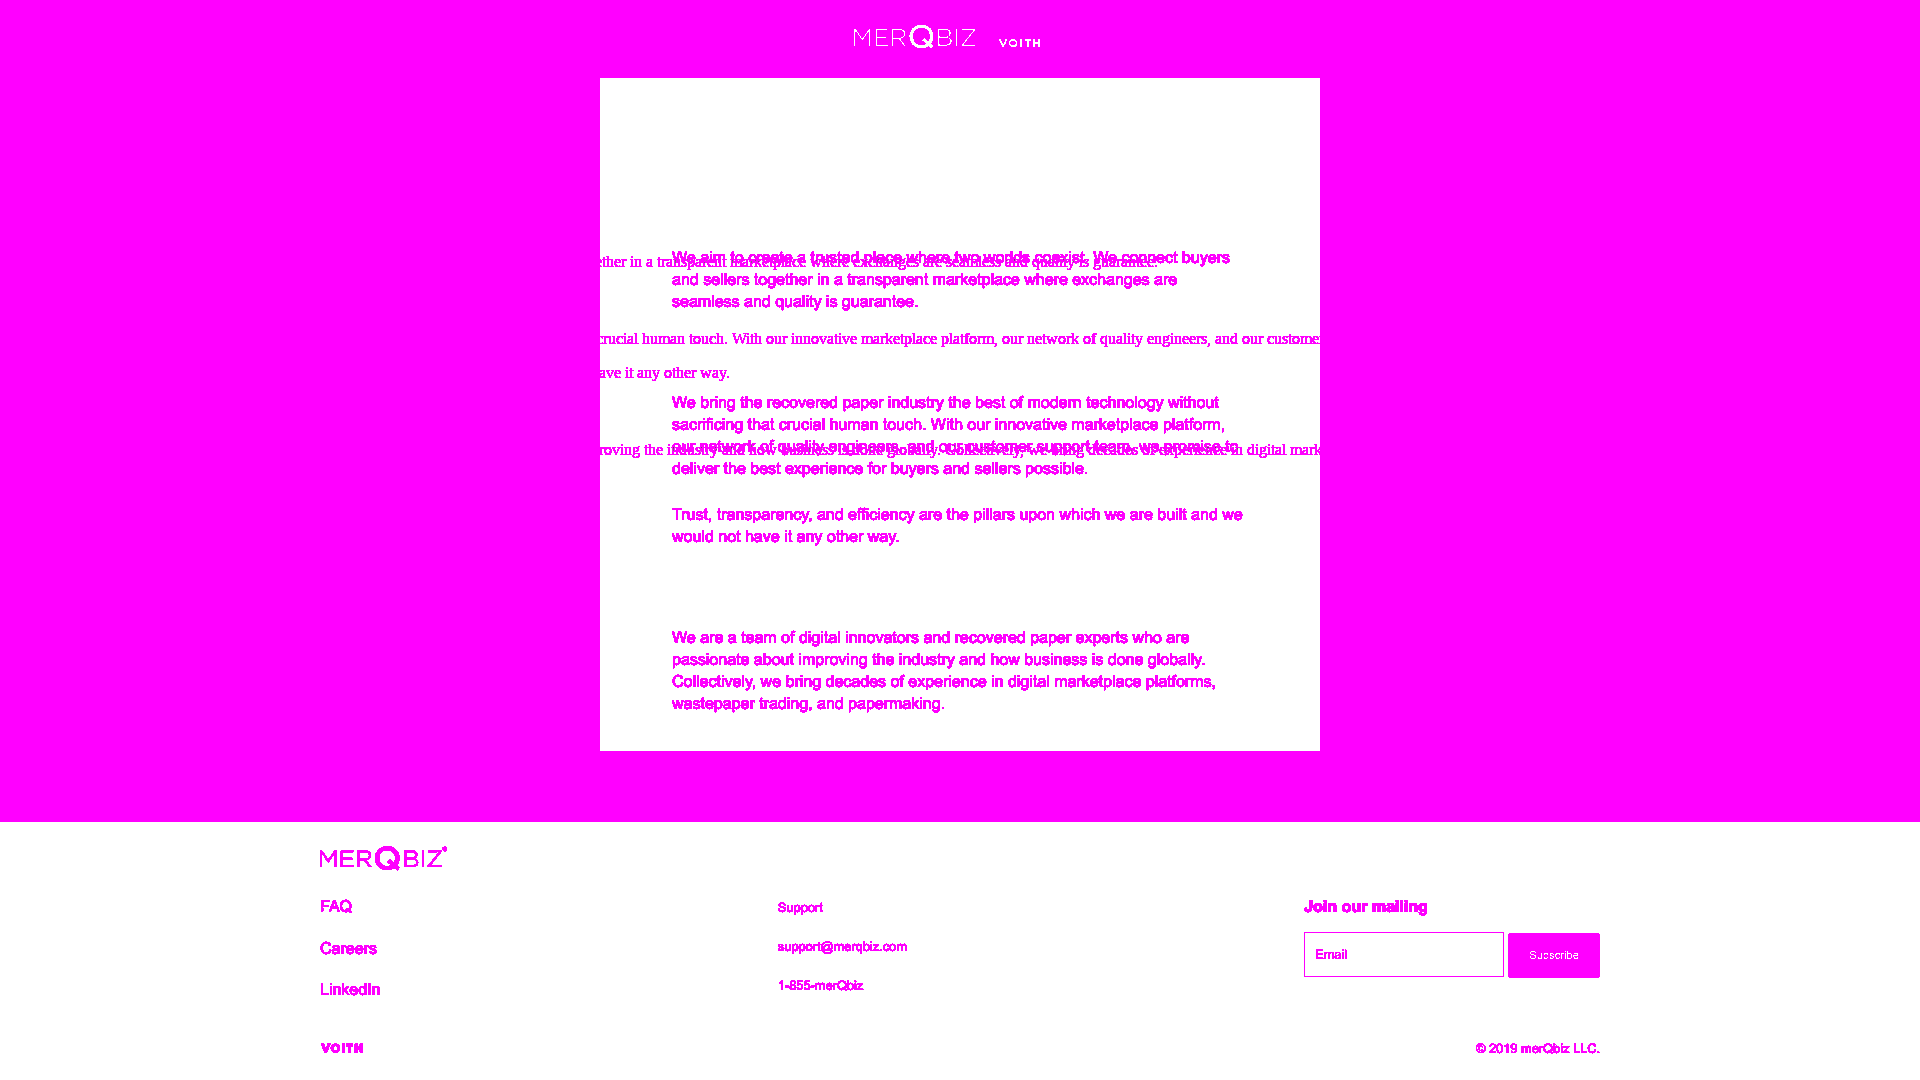 MERQBIZ VOITH
We aim to create a trusted place where two worlds coexist. We connect buyers
ether in a transparent marketplace where exchanges are seamless and quality is guarantee.
and sellers together in a transparent marketplace where exchanges are
seamless and quality is guarantee.
crucial human touch. With our innovative marketplace platform, our network of quality engineers, and our customer
ave it any other way.
We bring the recovered paper industry the best of modern technology without
sacrificing that crucial human touch. With our innovative marketplace platform,
our network of quality engineers, and our customer support team, we promise to
roving the industry and how business is done globally. Collectively, we bring decades of experience in digital mark
deliver the best experience for buyers and sellers possible.
Trust, transparency, and efficiency are the pillars upon which we are built and we
would not have it any other way.
We are a team of digital innovators and recovered paper experts who are
passionate about improving the industry and how business is done globally.
Collectively, we bring decades of experience in digital marketplace platforms,
wastepaper trading, and papermaking.
MERQBIZ
FAQ
Careers
LinkedIn
VOITH
Support
support@merqbiz.com
1-855-merQbiz
Join our mailing
Email
Subscribe
© 2019 merQbiz LLC.